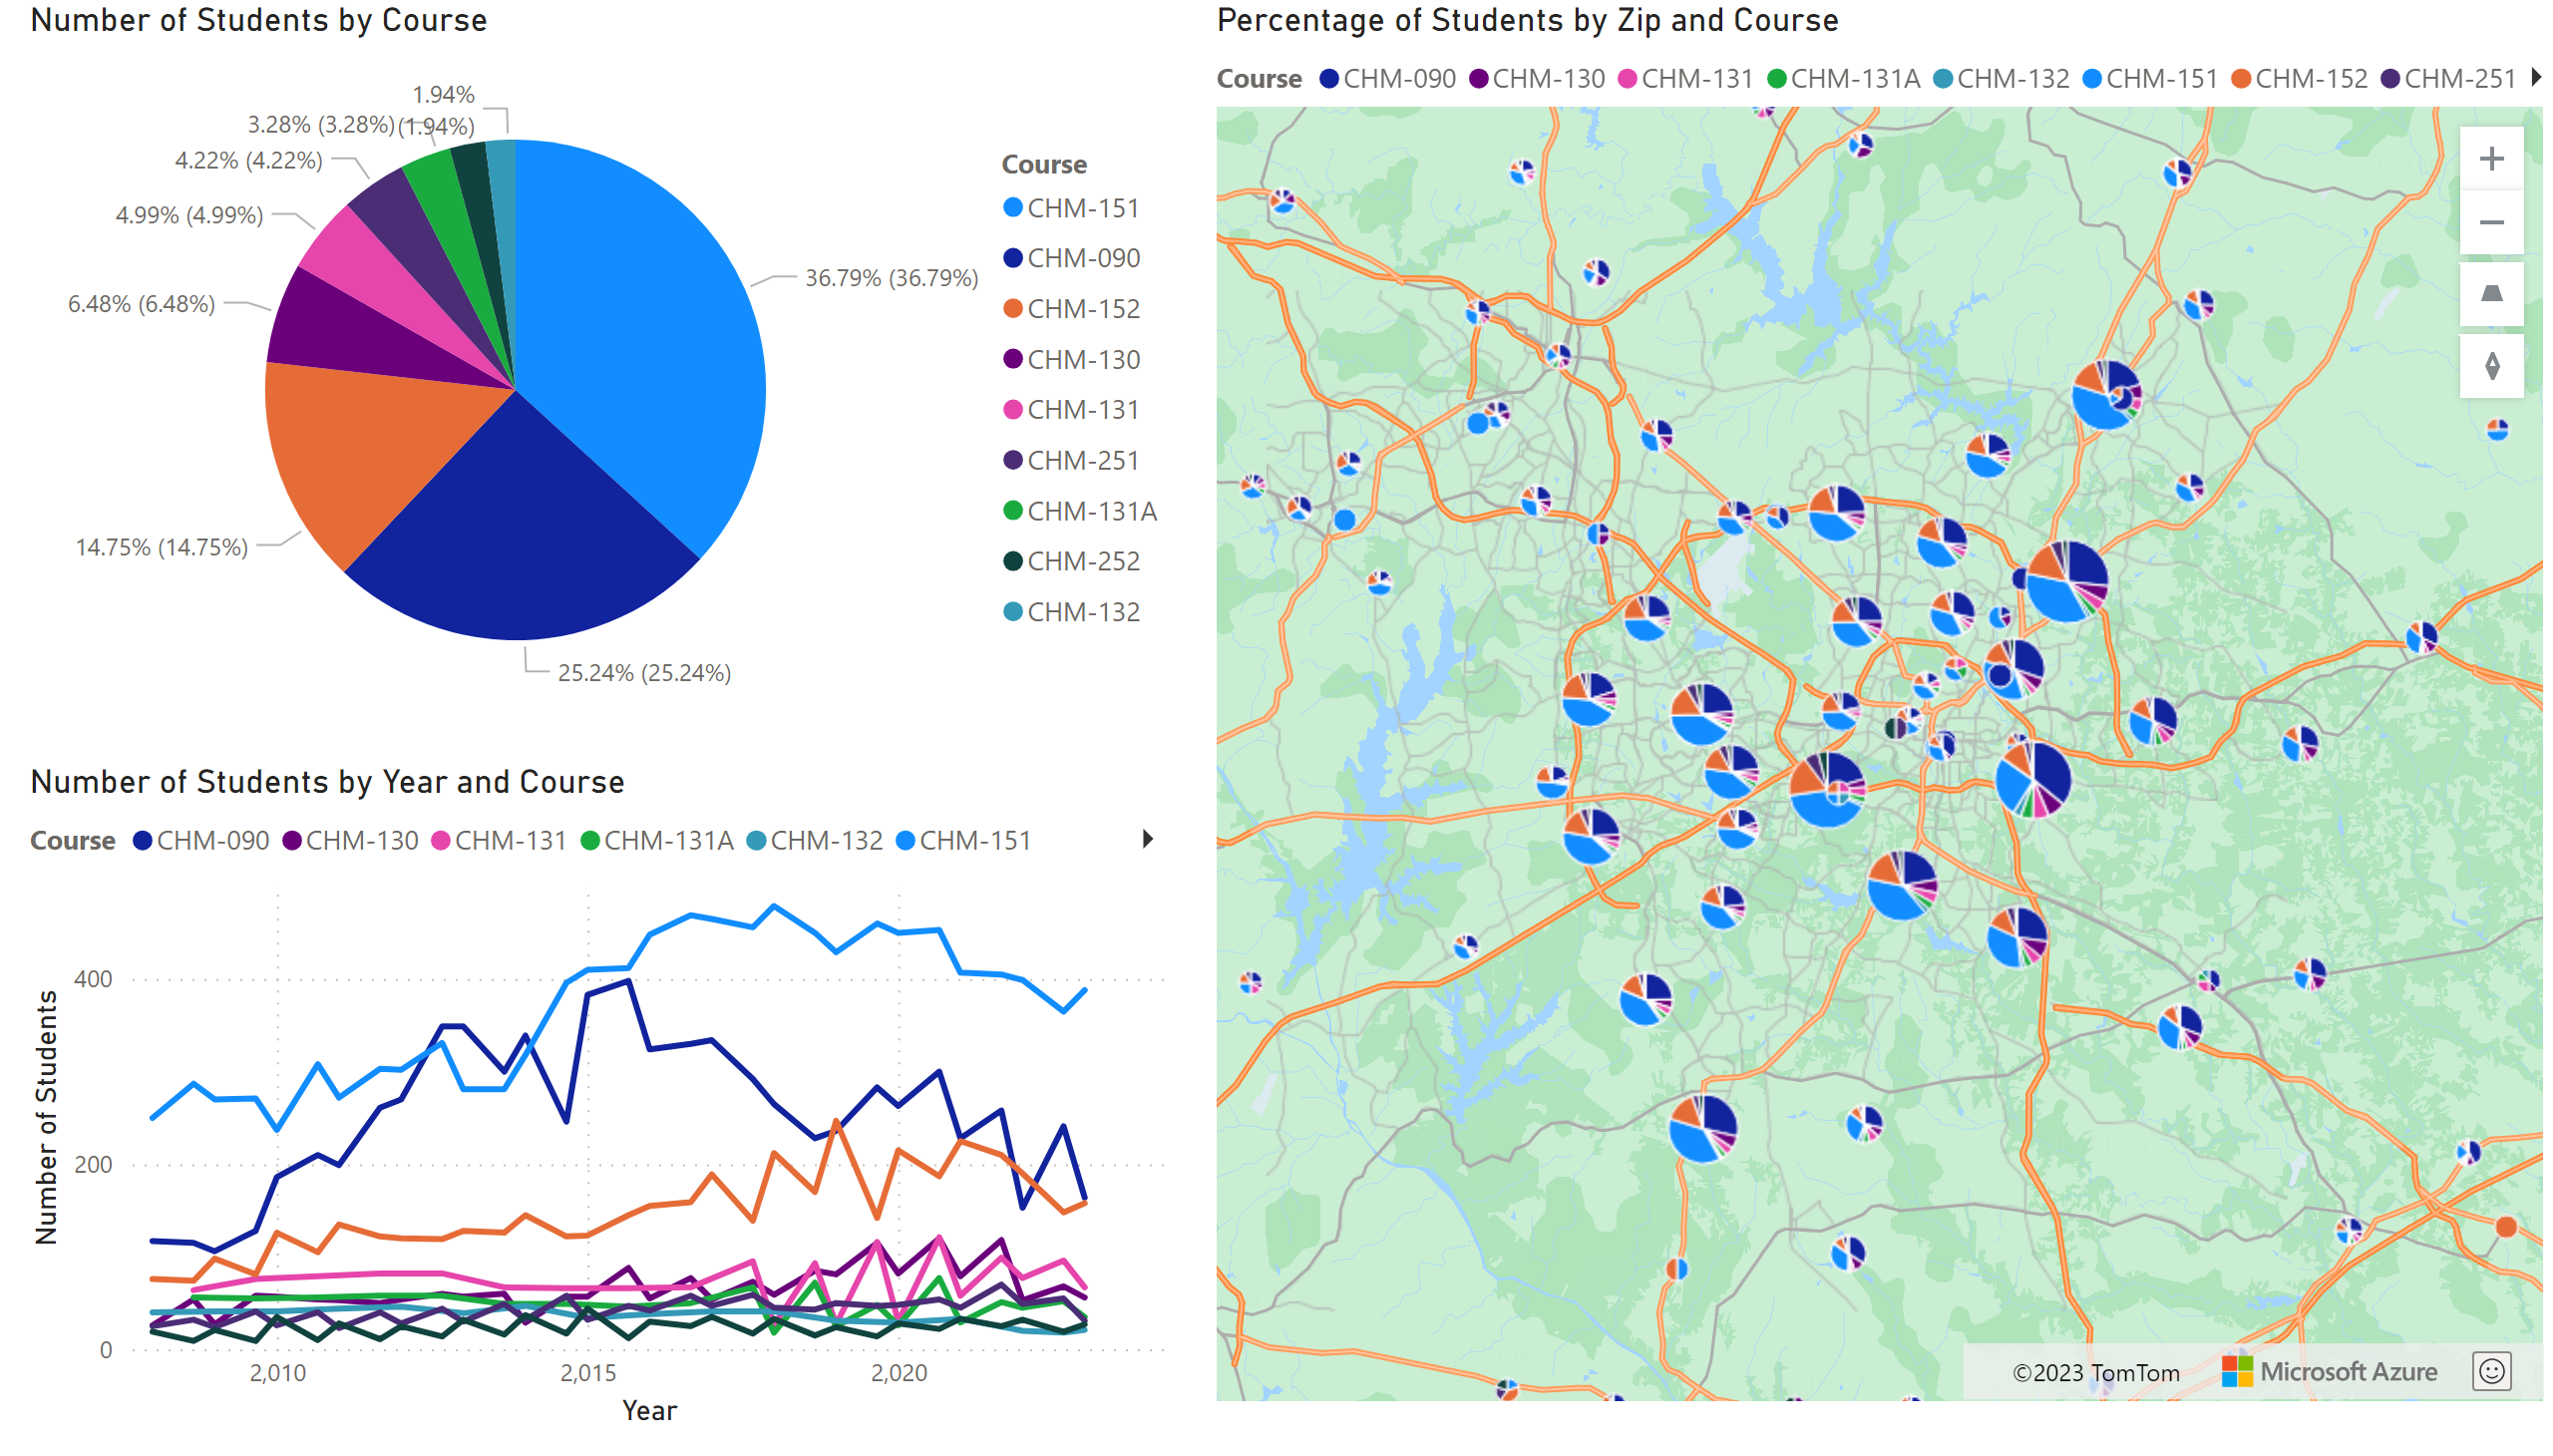 Number of Students by Course
1.94%
(1.94%)
3.28% (3.28%)
4.22% (4.22%)
4.99% (4.99%)
6.48% (6.48%)
14.75% (14.75%)
25.24% (25.24%)
36.79% (36.79%)
Course
CHM-151
CHM-090
CHM-152
CHM-130
CHM-131
CHM-251
CHM-131A
CHM-252
CHM-132
Number of Students by Year and Course
Course CHM-090 CHM-130 CHM-131 CHM-131A CHM-132 CHM-151
Number of Students
400
200
0
2,010 2,015 2,020
Year
Percentage of Students by Zip and Course
Course CHM-090 CHM-130 CHM-131 CHM-131A CHM-132 CHM-151 CHM-152 CHM-251
©2023 TomTom Microsoft Azure